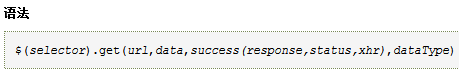 语法
$(selector).get(url,data,success(response,status,xhr),dataType)